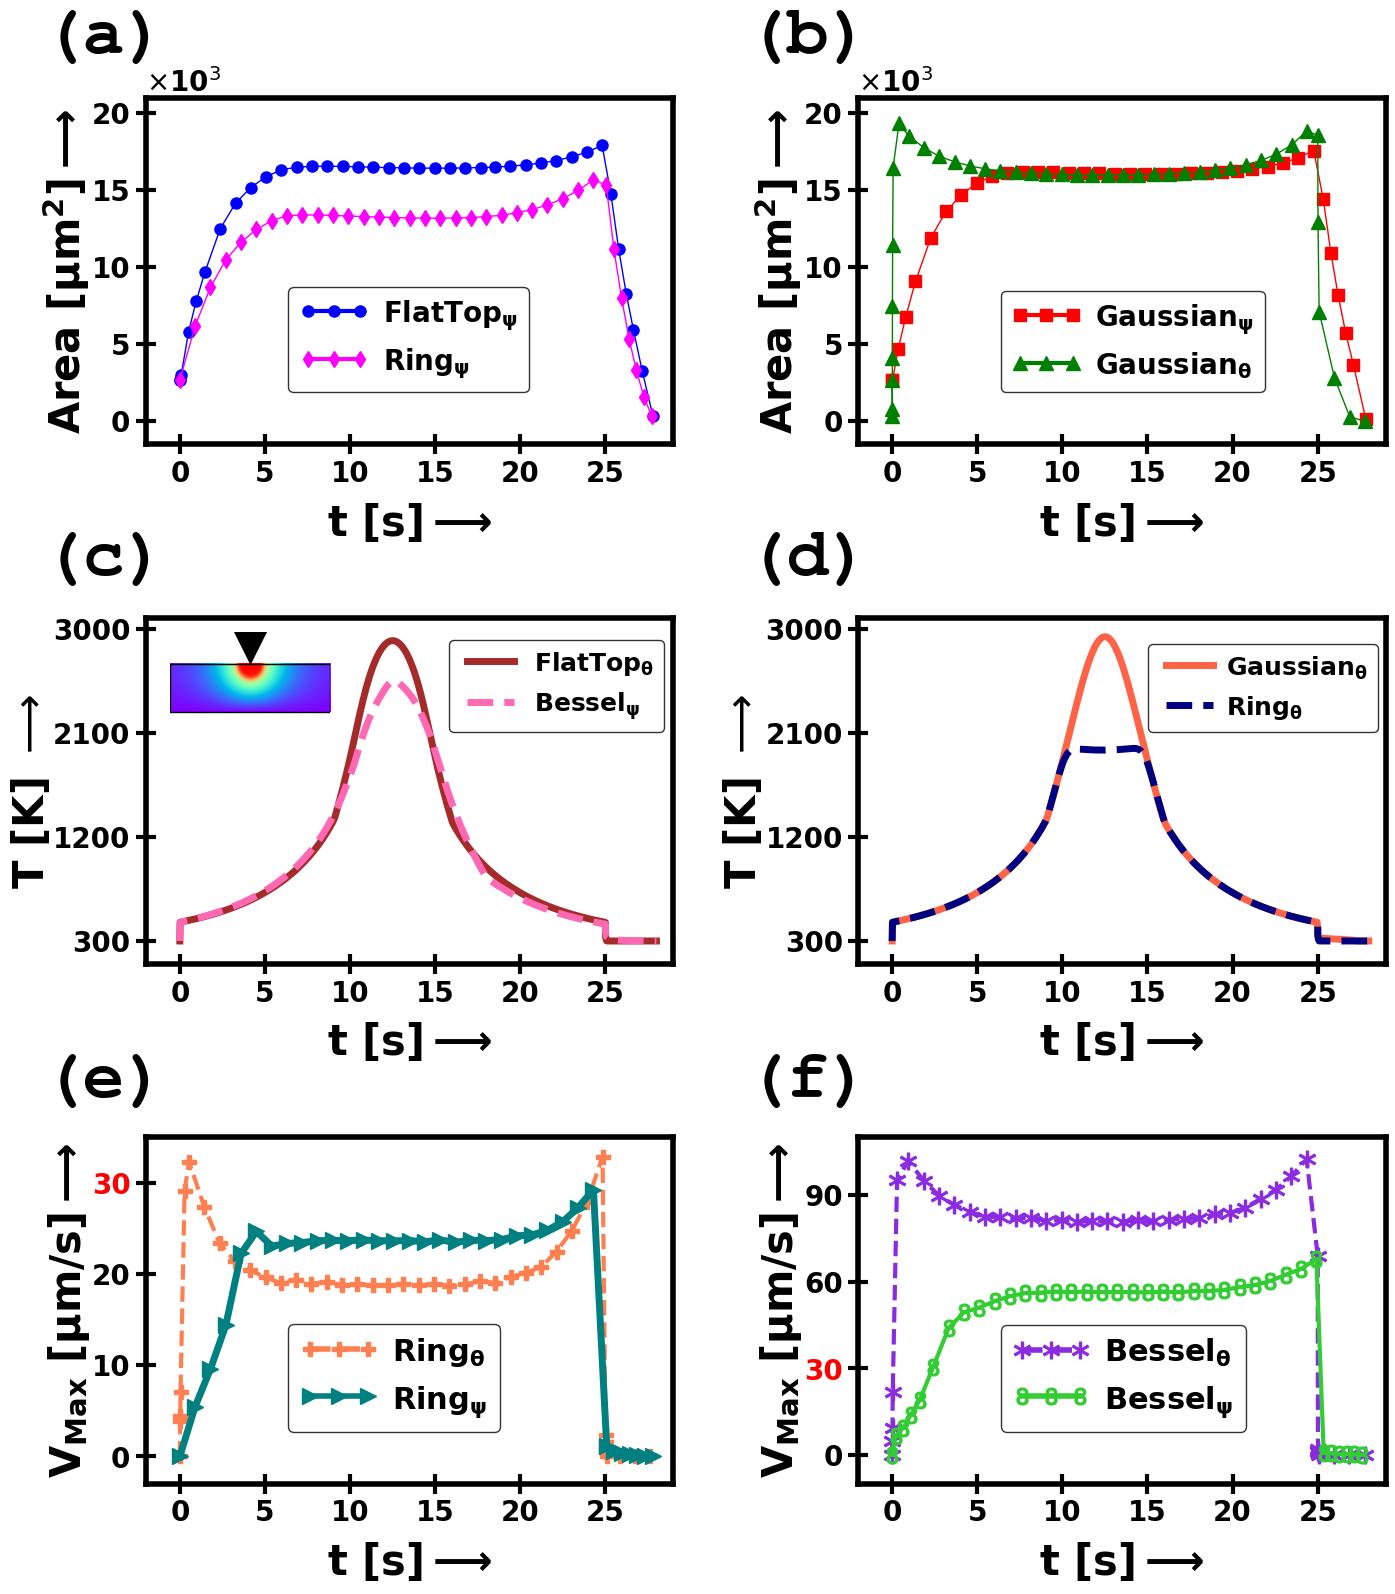 (a)
×10³
Area [µm²] ⟶
20
15
10
5
0
FlatTopψ
Ringψ
0 5 10 15 20 25
t [s] ⟶
(b)
×10³
Area [µm²] ⟶
20
15
10
5
0
Gaussianψ
Gaussianθ
0 5 10 15 20 25
t [s] ⟶
(c)
T [K] ⟶
3000
2100
1200
300
FlatTopθ
Besselψ
0 5 10 15 20 25
t [s] ⟶
(d)
T [K] ⟶
3000
2100
1200
300
Gaussianθ
Ringθ
0 5 10 15 20 25
t [s] ⟶
(e)
V_Max [µm/s] ⟶
30
20
10
0
Ringθ
Ringψ
0 5 10 15 20 25
t [s] ⟶
(f)
V_Max [µm/s] ⟶
90
60
30
0
Besselθ
Besselψ
0 5 10 15 20 25
t [s] ⟶